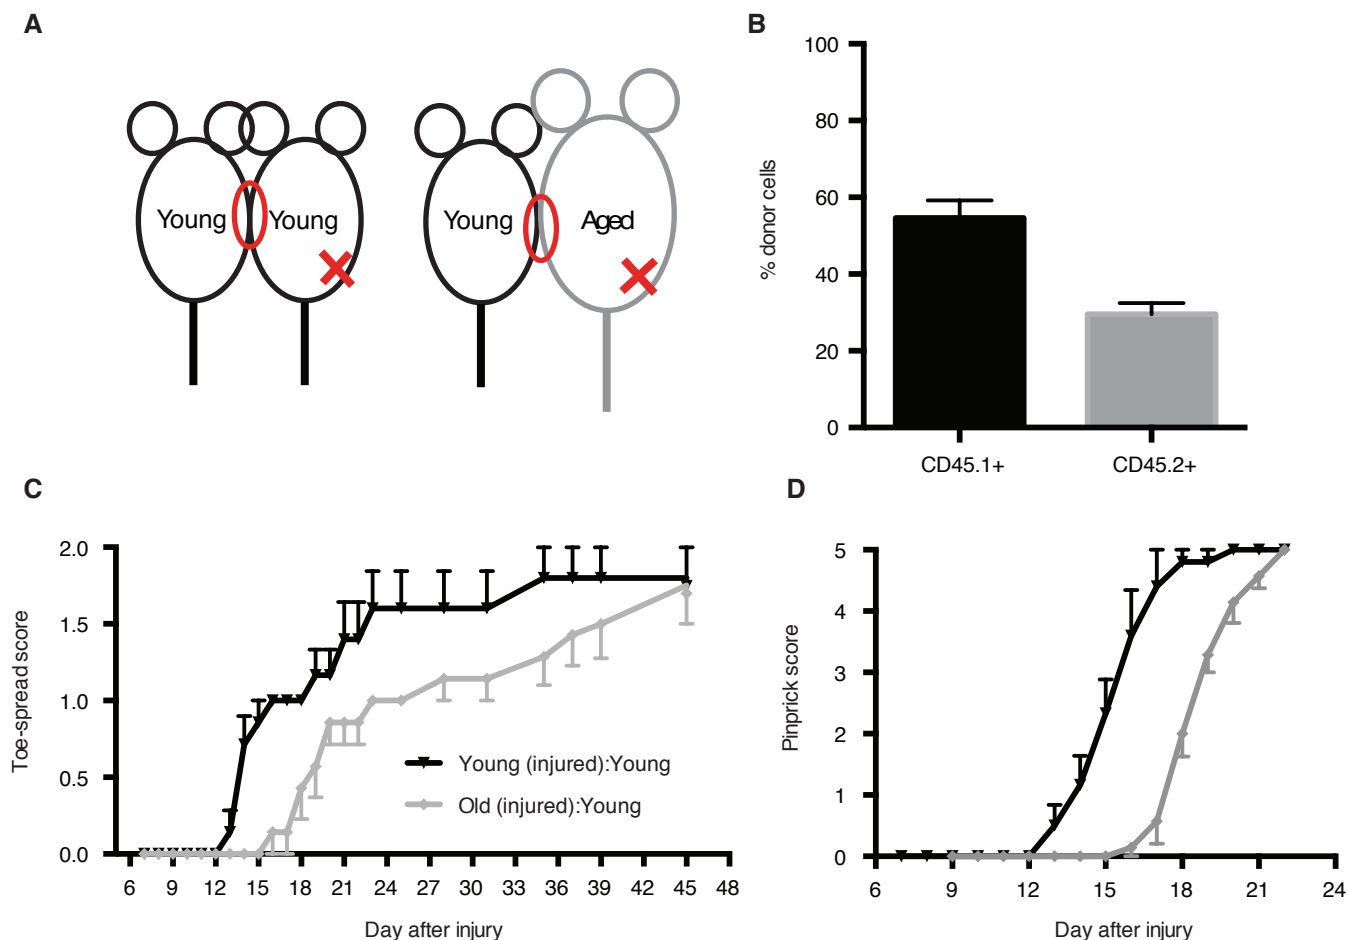 A
Young
Young
Young
Aged
B
% donor cells
100
80
60
40
20
0
CD45.1+
CD45.2+
C
Toe-spread score
2.0
1.5
1.0
0.5
0.0
Young (injured):Young
Old (injured):Young
6 9 12 15 18 21 24 27 30 33 36 39 42 45 48
Day after injury
D
Pinprick score
5
4
3
2
1
0
6 9 12 15 18 21 24
Day after injury